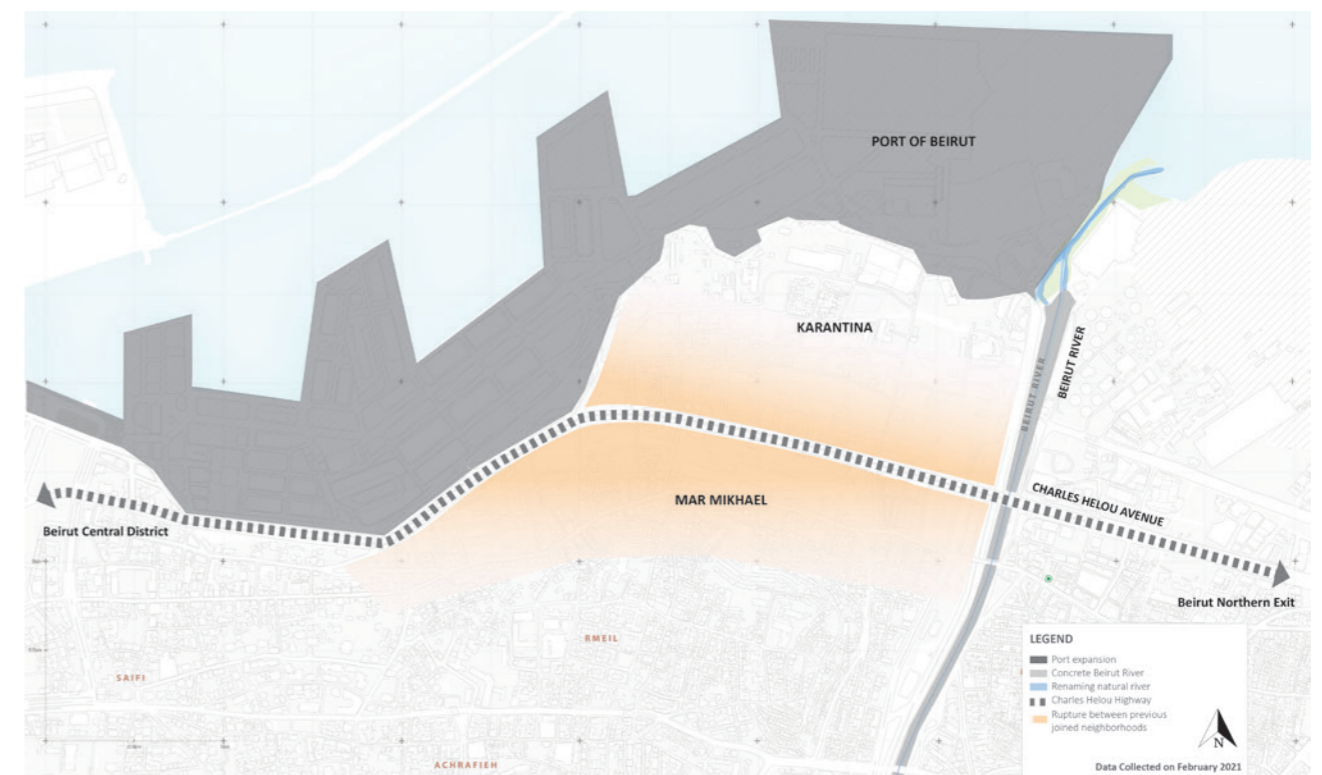 PORT OF BEIRUT
KARANTINA
BEIRUT RIVER
BEIRUT RIVER
MAR MIKHAEL
CHARLES HELOU AVENUE
Beirut Central District
Beirut Northern Exit
RMEIL
SAIFI
ACHRAFIEH
LEGEND
Port expansion
Concrete Beirut River
Renaming natural river
Charles Helou Highway
Rupture between previous
joined neighborhoods
N
Data Collected on February 2021